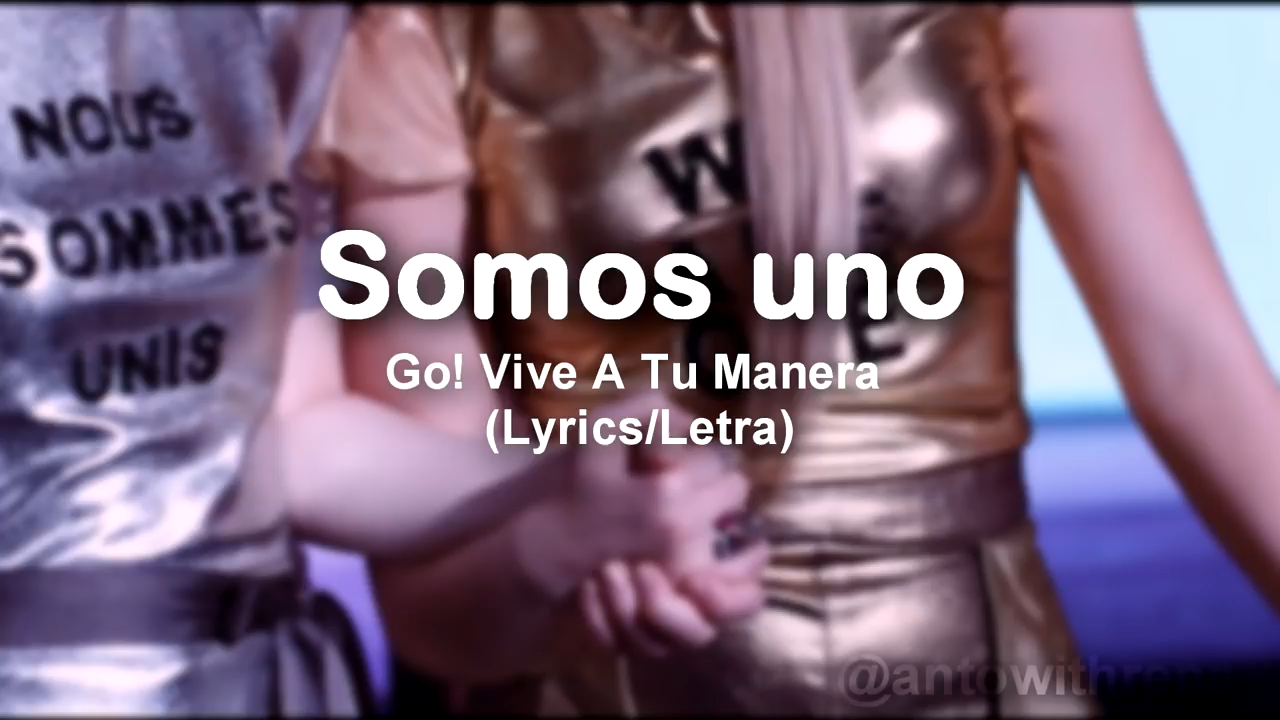 NOUS
SOMMES
UNIS
W
E
Somos uno
Go! Vive A Tu Manera
(Lyrics/Letra)